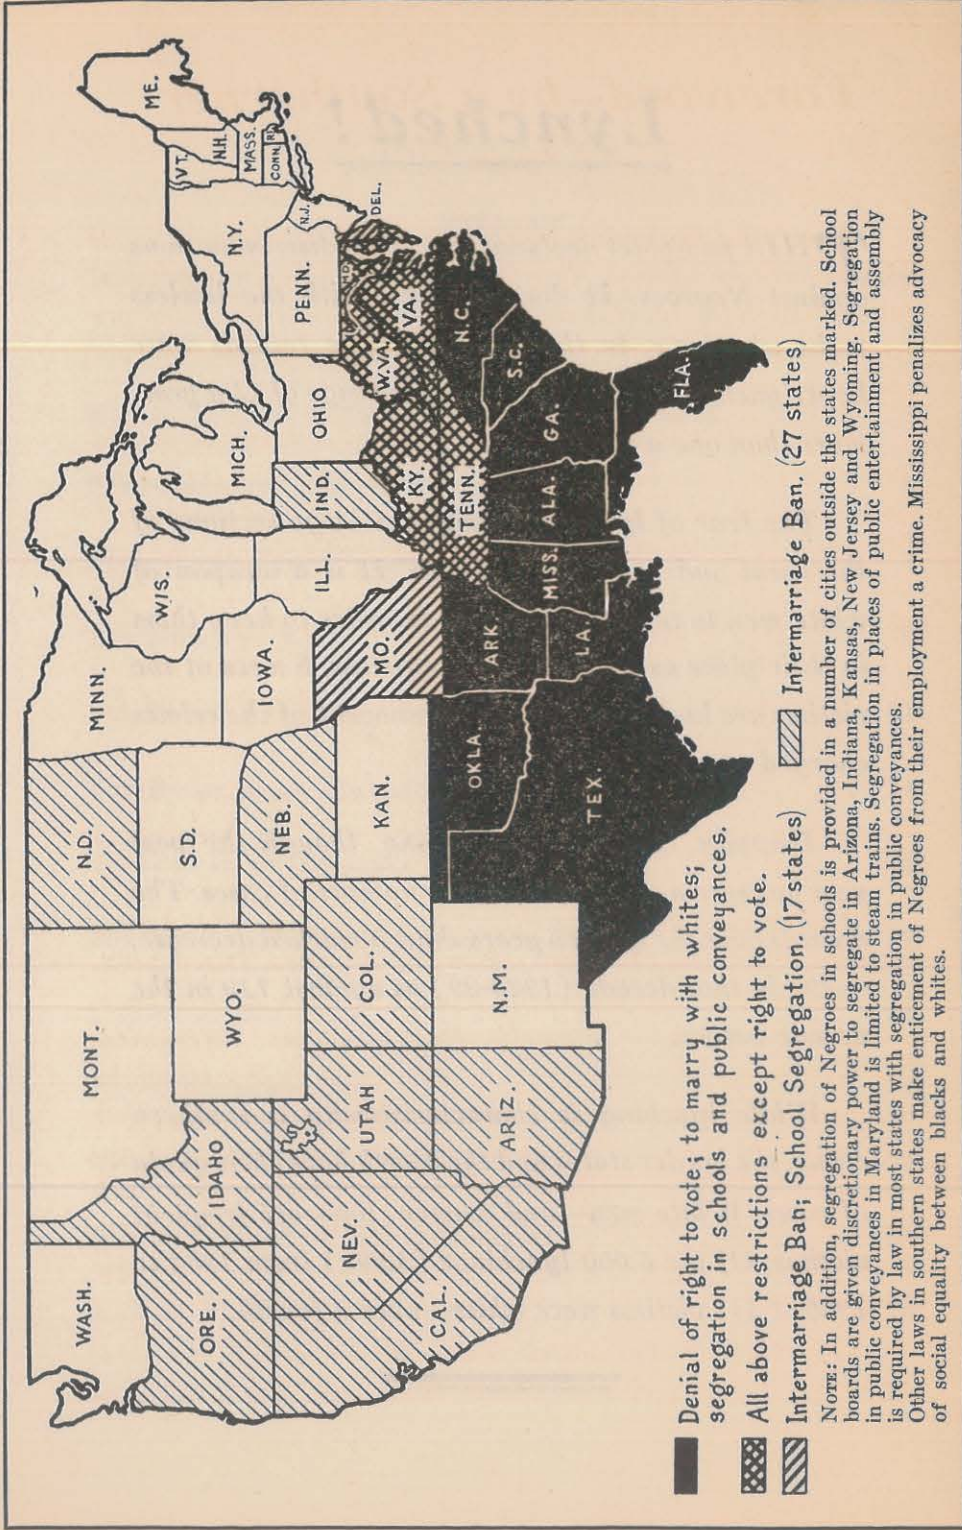 WASH.
MONT.
N.D.
MINN.
WIS.
MICH.
N.Y.
VT.
N.H.
ME.
MASS.
CONN.
R.I.
ORE.
IDAHO
WYO.
S.D.
IOWA.
ILL.
IND.
OHIO
PENN.
N.J.
NEB.
NEV.
UTAH
COL.
KAN.
MO.
KY.
W.VA.
VA.
MD.
DEL.
CAL.
ARIZ.
N.M.
OKLA.
ARK.
TENN.
N.C.
S.C.
TEX.
LA.
MISS.
ALA.
GA.
FLA.
Denial of right to vote; to marry with whites;
segregation in schools and public conveyances.
All above restrictions except right to vote.
Intermarriage Ban; School Segregation. (17 states)
Intermarriage Ban. (27 states)
NOTE: In addition, segregation of Negroes in schools is provided in a number of cities outside the states marked. School
boards are given discretionary power to segregate in Arizona, Indiana, Kansas, New Jersey and Wyoming. Segregation
in public conveyances in Maryland is limited to steam trains. Segregation in places of public entertainment and assembly
is required by law in most states with segregation in public conveyances.
Other laws in southern states make enticement of Negroes from their employment a crime. Mississippi penalizes advocacy
of social equality between blacks and whites.